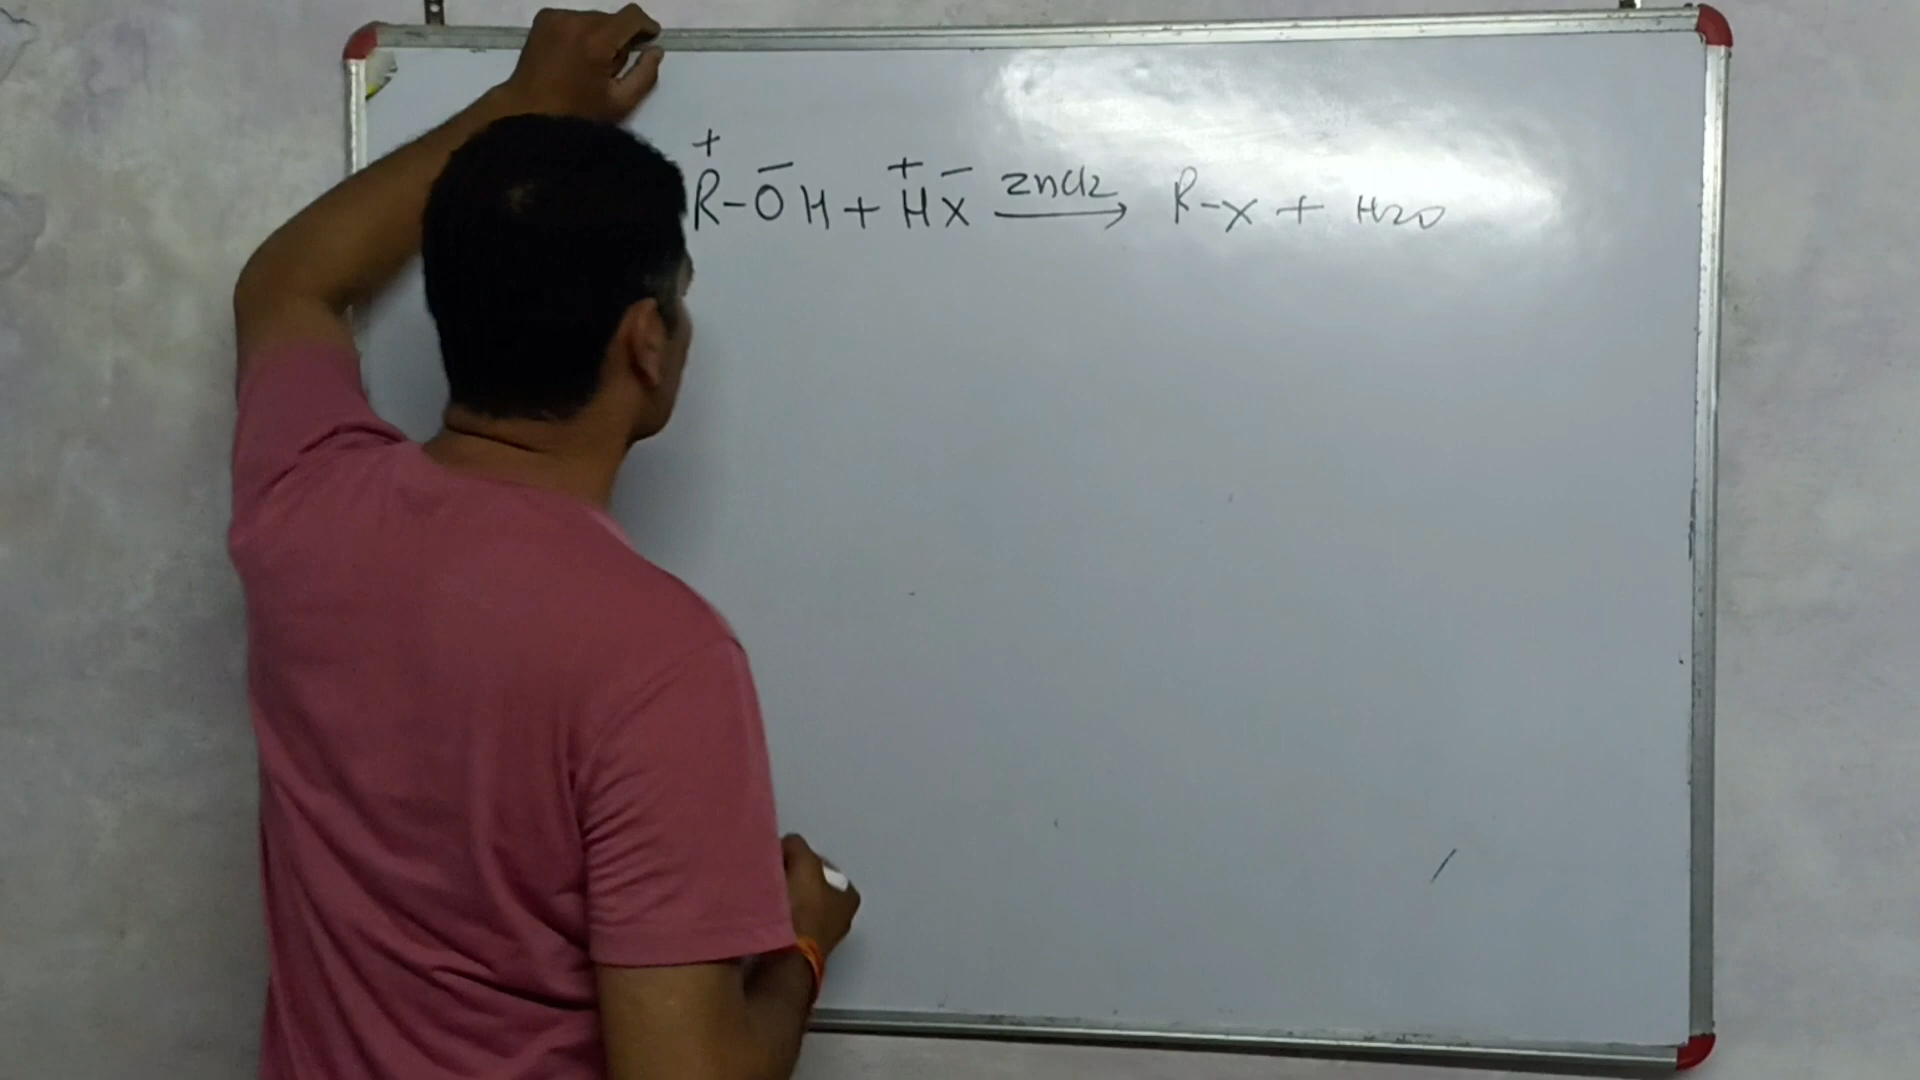 + − + −
R-OH + HX ZnCl2 → R-X + H2O